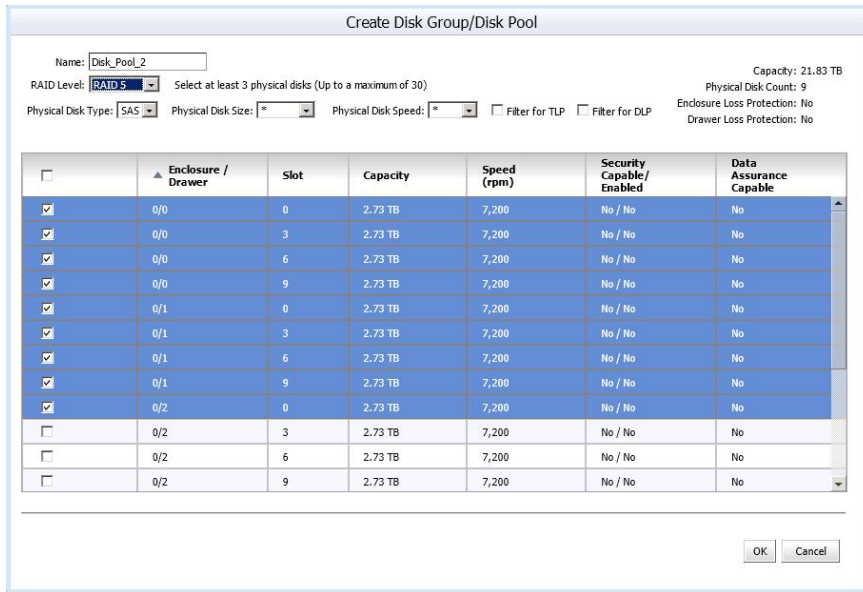 Create Disk Group/Disk Pool
Name: Disk_Pool_2
Capacity: 21.83 TB
RAID Level: RAID 5 Select at least 3 physical disks (Up to a maximum of 30)
Physical Disk Count: 9
Physical Disk Type: SAS Physical Disk Size: * Physical Disk Speed: * Filter for TLP Filter for DLP
Enclosure Loss Protection: No
Drawer Loss Protection: No
Enclosure / Drawer Slot Capacity Speed (rpm) Security Capable/ Enabled Data Assurance Capable
0/0 0 2.73 TB 7,200 No / No No
0/0 3 2.73 TB 7,200 No / No No
0/0 6 2.73 TB 7,200 No / No No
0/0 9 2.73 TB 7,200 No / No No
0/1 0 2.73 TB 7,200 No / No No
0/1 3 2.73 TB 7,200 No / No No
0/1 6 2.73 TB 7,200 No / No No
0/1 9 2.73 TB 7,200 No / No No
0/2 0 2.73 TB 7,200 No / No No
0/2 3 2.73 TB 7,200 No / No No
0/2 6 2.73 TB 7,200 No / No No
0/2 9 2.73 TB 7,200 No / No No
OK Cancel